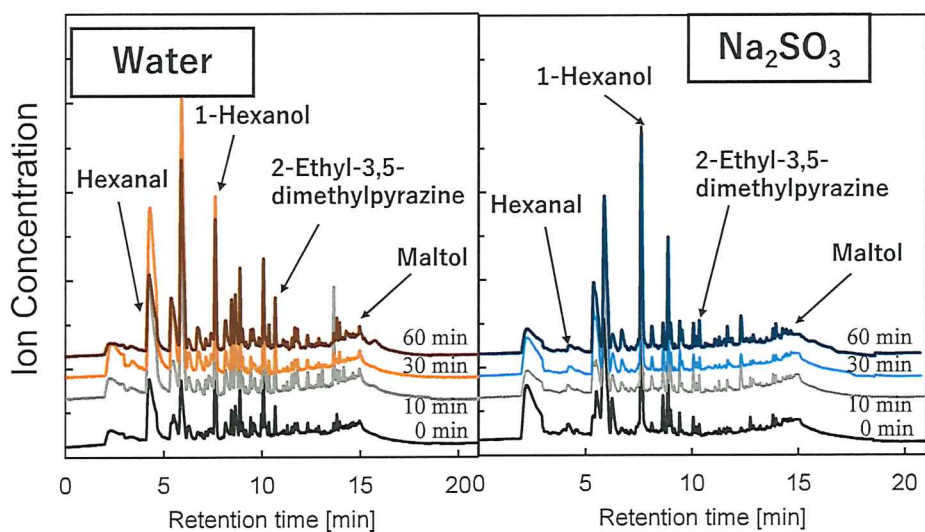 Water
1-Hexanol
2-Ethyl-3,5-
dimethylpyrazine
Hexanal
Maltol
60 min
30 min
10 min
0 min
Ion Concentration
0 5 10 15 200
Retention time [min]
Na₂SO₃
1-Hexanol
2-Ethyl-3,5-
dimethylpyrazine
Hexanal
Maltol
60 min
30 min
10 min
0 min
5 10 15 20
Retention time [min]